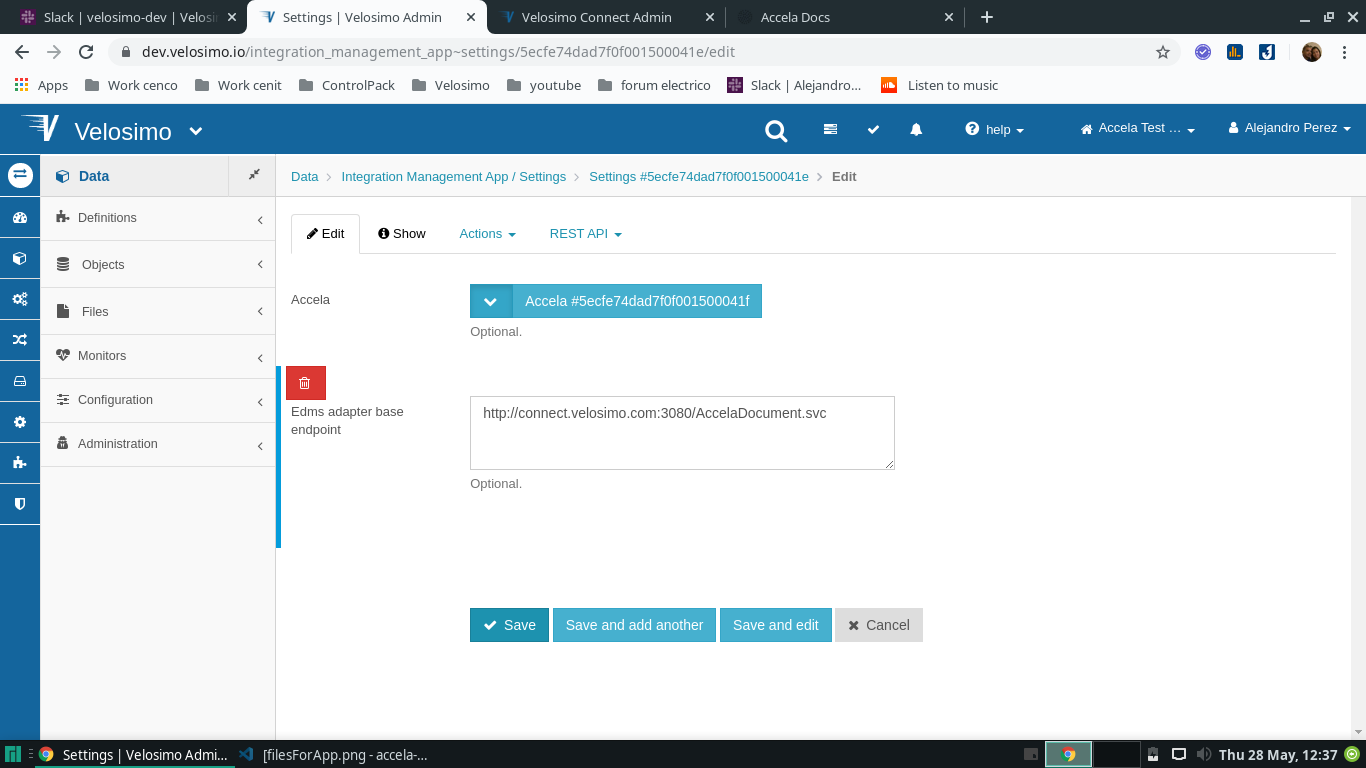 Slack | velosimo-dev | Velosi
Settings | Velosimo Admin
Velosimo Connect Admin
Accela Docs
dev.velosimo.io/integration_management_app~settings/5ecfe74dad7f0f001500041e/edit
Apps
Work cenco
Work cenit
ControlPack
Velosimo
youtube
forum electrico
Slack | Alejandro...
Listen to music
Velosimo
help
Accela Test ...
Alejandro Perez
Data
Data
Integration Management App / Settings
Settings #5ecfe74dad7f0f001500041e
Edit
Definitions
Objects
Files
Monitors
Configuration
Administration
Edit
Show
Actions
REST API
Accela
Accela #5ecfe74dad7f0f001500041f
Optional.
Edms adapter base
endpoint
http://connect.velosimo.com:3080/AccelaDocument.svc
Optional.
Save
Save and add another
Save and edit
Cancel
Settings | Velosimo Admi...
[filesForApp.png - accela-...
Thu 28 May, 12:37